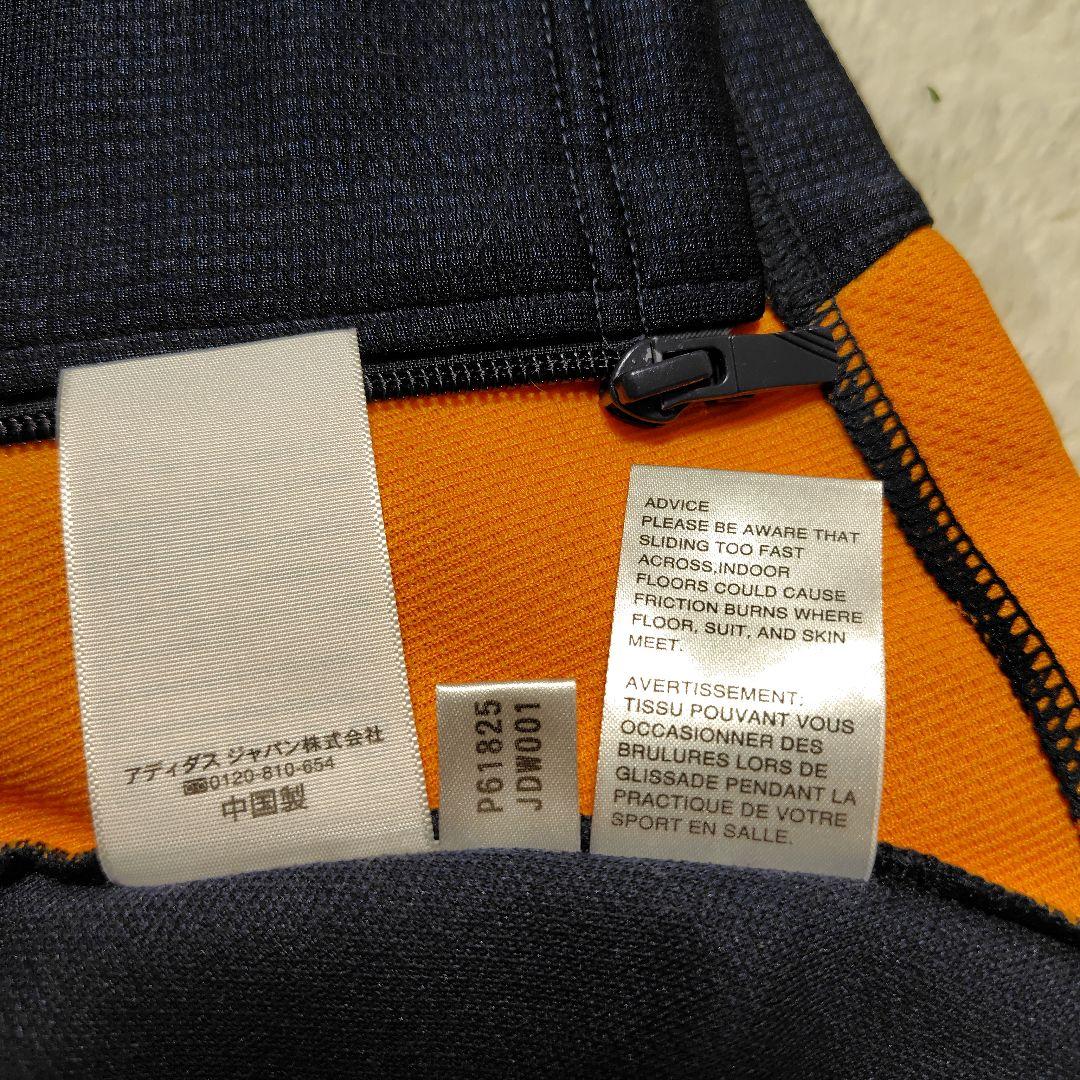 アディダス ジャパン株式会社
0120-810-654
中国製
P61825
JDW001
ADVICE
PLEASE BE AWARE THAT
SLIDING TOO FAST
ACROSS,INDOOR
FLOORS COULD CAUSE
FRICTION BURNS WHERE
FLOOR, SUIT, AND SKIN
MEET.
AVERTISSEMENT:
TISSU POUVANT VOUS
OCCASIONNER DES
BRULURES LORS DE
GLISSADE PENDANT LA
PRACTIQUE DE VOTRE
SPORT EN SALLE.